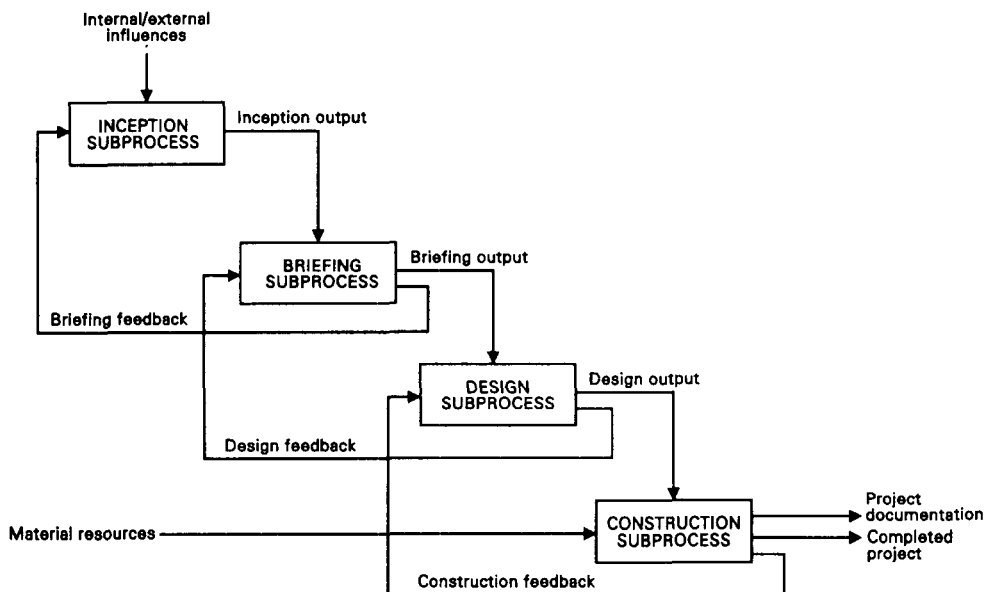 Internal/external
influences
INCEPTION
SUBPROCESS
Inception output
BRIEFING
SUBPROCESS
Briefing output
Briefing feedback
DESIGN
SUBPROCESS
Design output
Design feedback
Material resources
CONSTRUCTION
SUBPROCESS
Project
documentation
Completed
project
Construction feedback